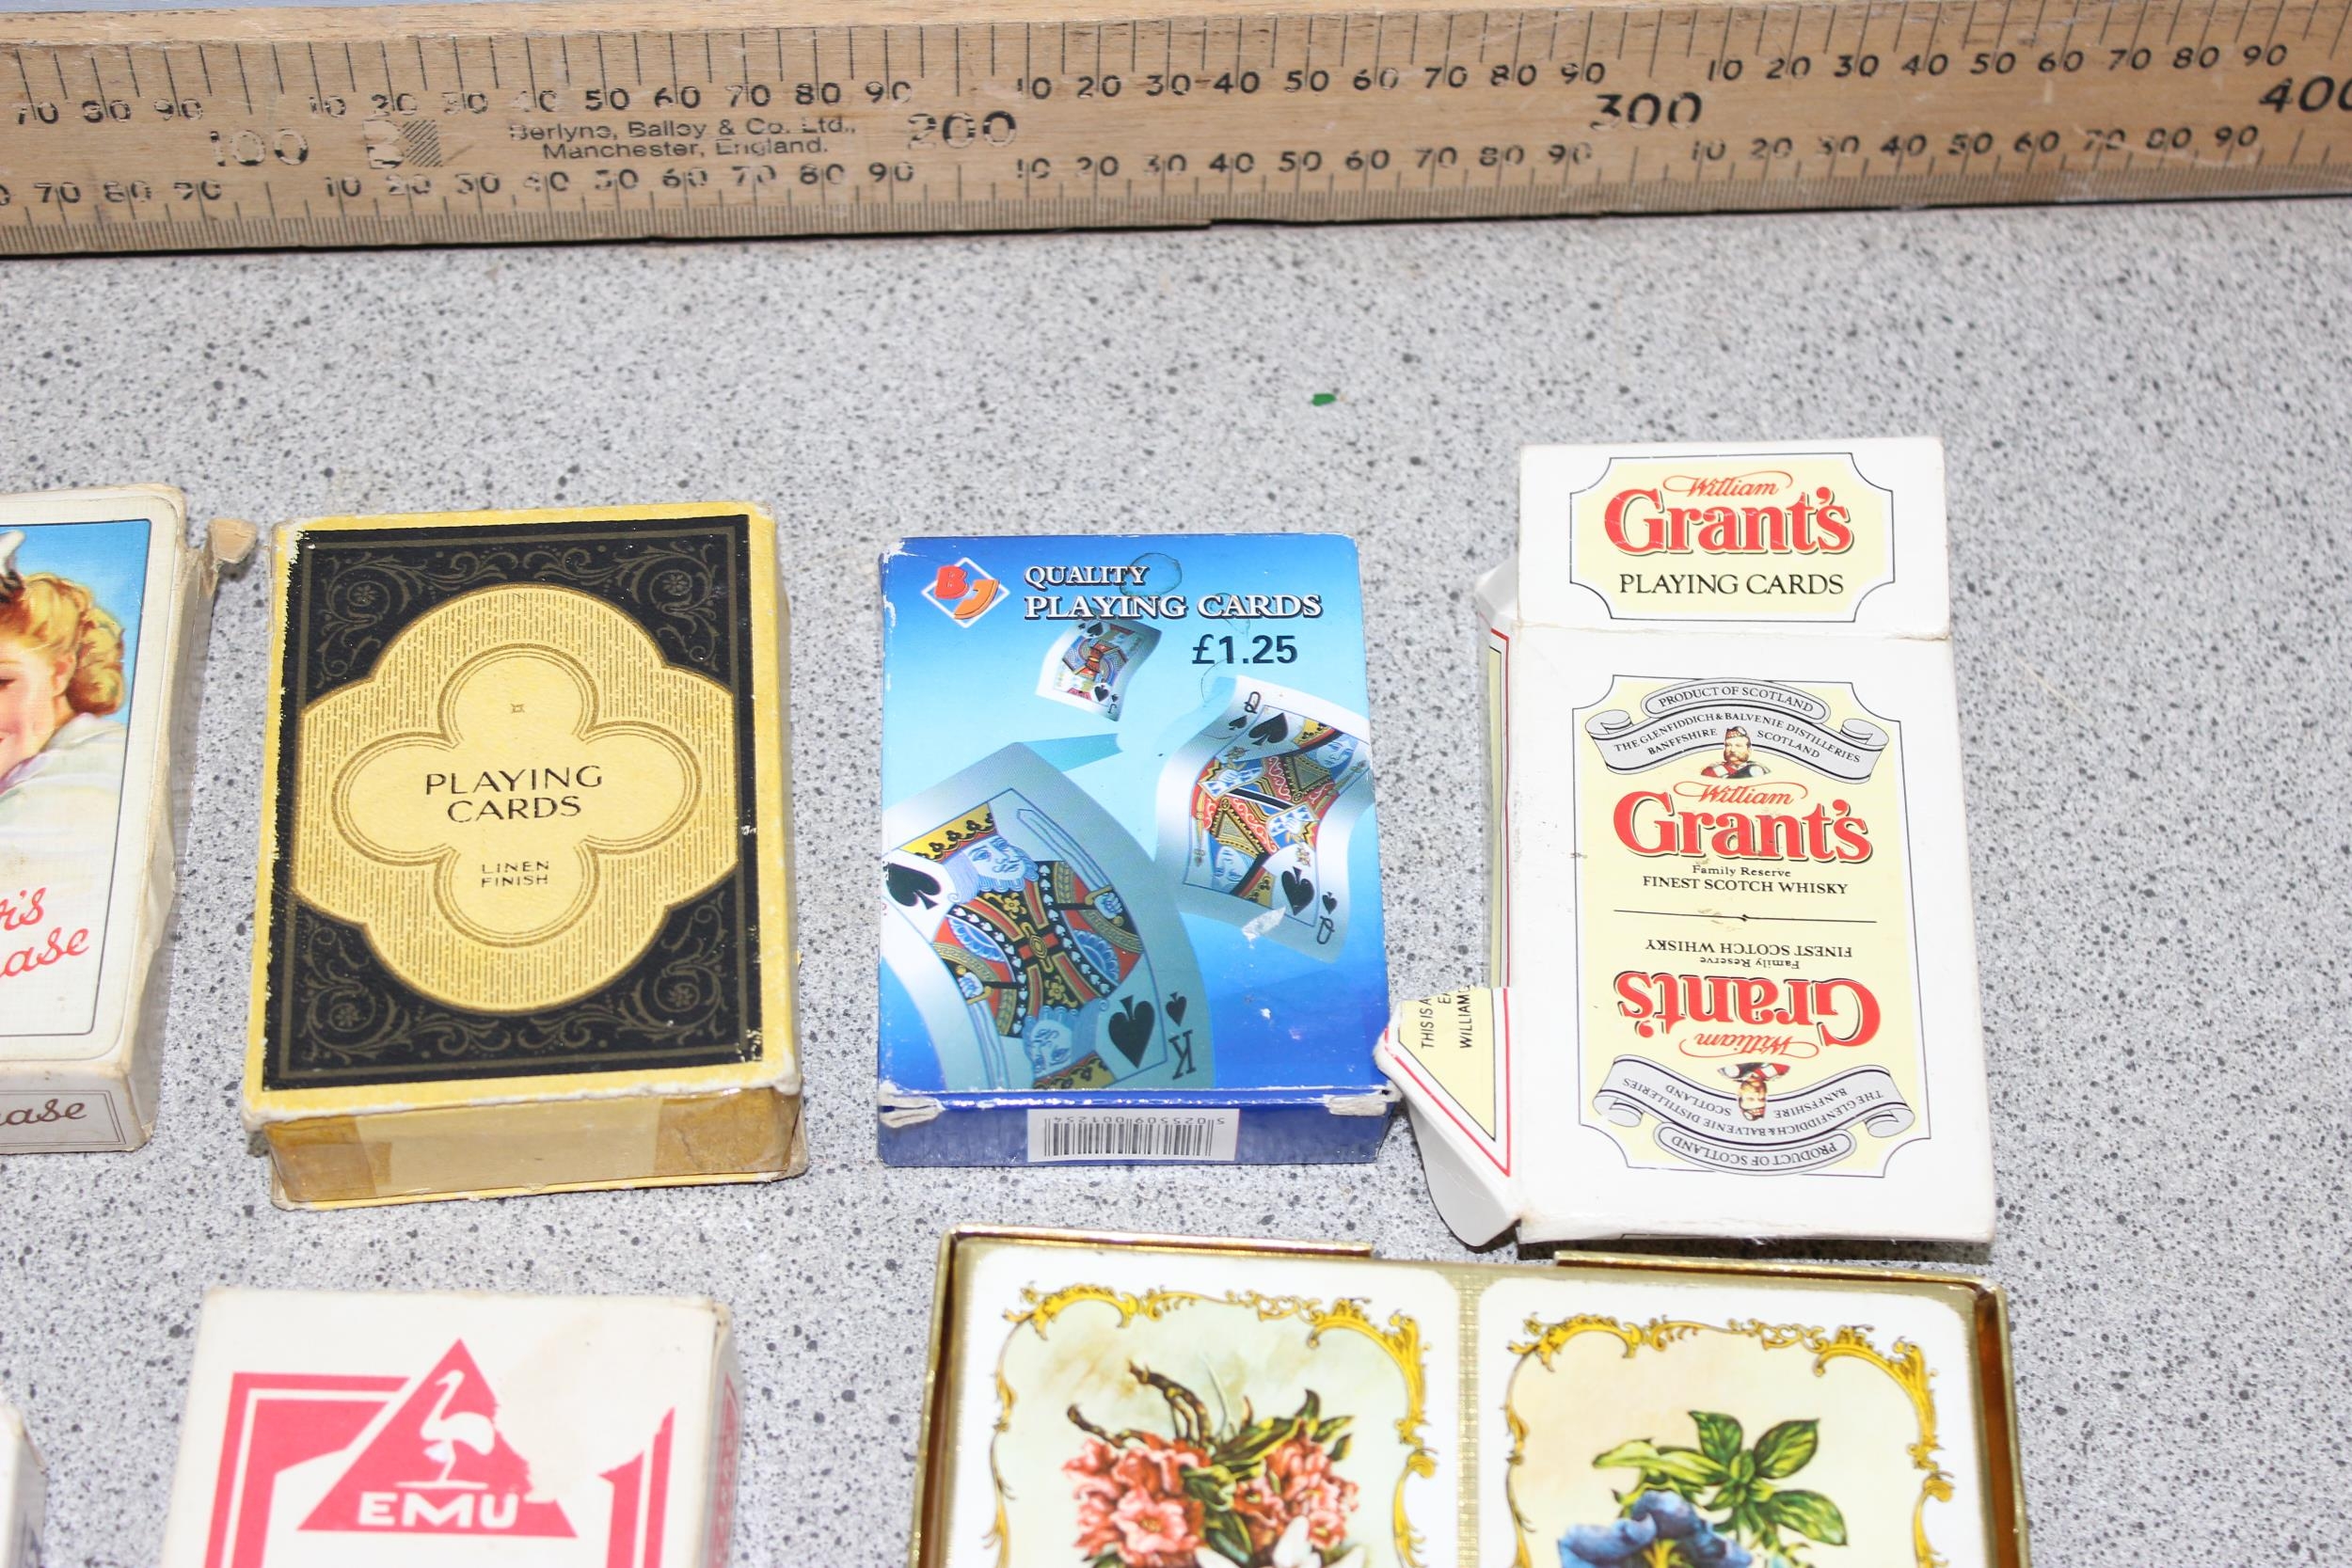 70 80 90 10 20 30 40 50 60 70 80 90 10 20 30 40 50 60 70 80 90 10 20 30 40 50 60 70 80 90
100 200 300 400
Berlyne, Bailey & Co. Ltd.,
Manchester, England.
70 80 90 10 20 30 40 50 60 70 80 90 10 20 30 40 50 60 70 80 90 10 20 30 40 50 60 70 80 90
ase
PLAYING
CARDS
LINEN
FINISH
BJ
QUALITY
PLAYING CARDS
£1.25
Q
Q
K
5025509001254
William
Grant's
PLAYING CARDS
PRODUCT OF SCOTLAND
THE GLENFIDDICH & BALVENIE DISTILLERIES
BANFFSHIRE SCOTLAND
William
Grant's
Family Reserve
FINEST SCOTCH WHISKY
FINEST SCOTCH WHISKY
Family Reserve
Grant's
William
BANFFSHIRE SCOTLAND
THE GLENFIDDICH & BALVENIE DISTILLERIES
PRODUCT OF SCOTLAND
THIS IS A
WILLIAM G
EMU